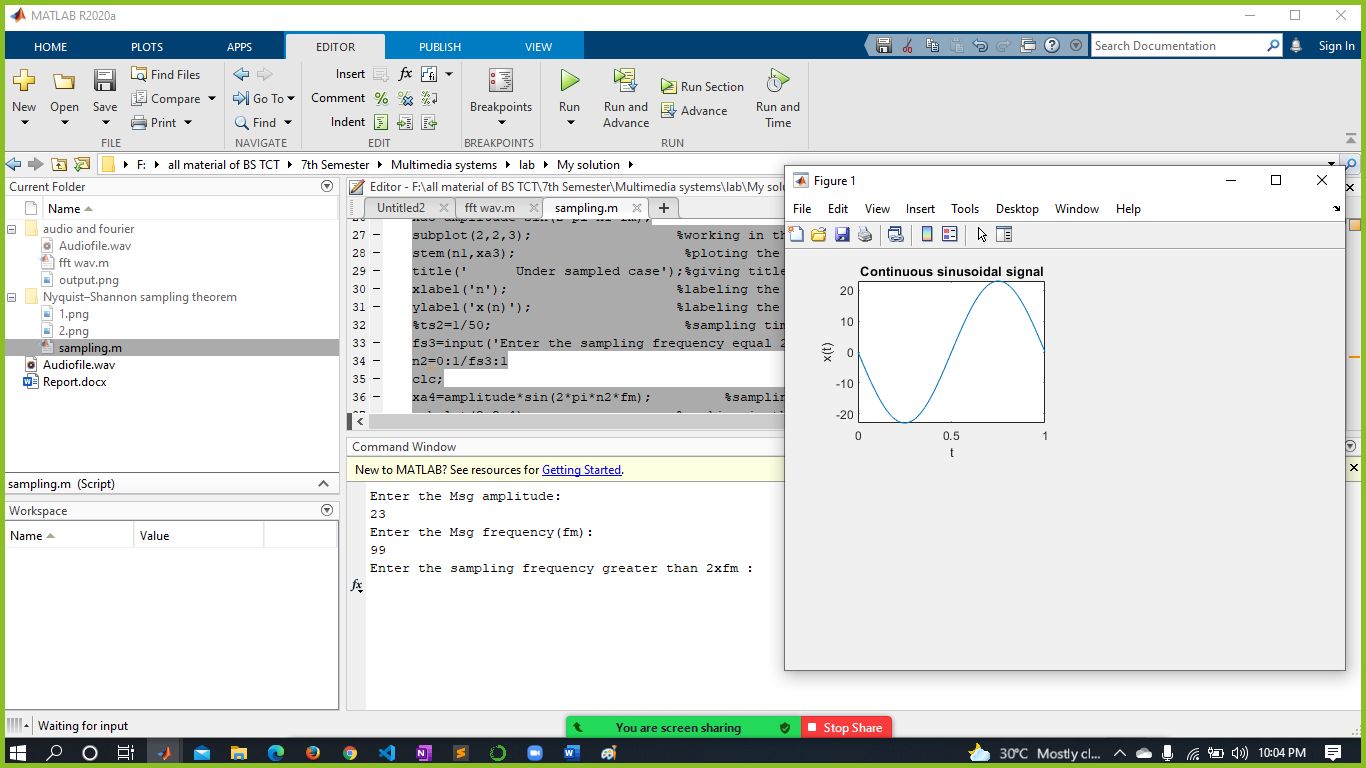 MATLAB R2020a
HOME PLOTS APPS EDITOR PUBLISH VIEW
Search Documentation
Sign In
New
Open
Save
Find Files
Compare
Print
FILE
Go To
Find
NAVIGATE
Insert
Comment
Indent
EDIT
Breakpoints
BREAKPOINTS
Run
Run and Advance
Run Section
Advance
Run and Time
RUN
F: all material of BS TCT 7th Semester Multimedia systems lab My solution
Current Folder
Name
audio and fourier
Audiofile.wav
fft wav.m
output.png
Nyquist–Shannon sampling theorem
1.png
2.png
sampling.m
Audiofile.wav
Report.docx
sampling.m (Script)
Workspace
Name Value
Editor - F:\all material of BS TCT\7th Semester\Multimedia systems\lab\My sol
Untitled2 fft wav.m sampling.m
27 subplot(2,2,3); %working in th
28 stem(n1,xa3); %ploting the
29 title(' Under sampled case');%giving title
30 xlabel('n'); %labeling the
31 ylabel('x(n)'); %labeling the
32 %ts2=1/50; %sampling tim
33 fs3=input('Enter the sampling frequency equal 2
34 n2=0:1/fs3:1
35 clc;
36 xa4=amplitude*sin(2*pi*n2*fm); %samplin
Command Window
New to MATLAB? See resources for Getting Started.
Enter the Msg amplitude:
23
Enter the Msg frequency(fm):
99
Enter the sampling frequency greater than 2xfm :
fx
Figure 1
File Edit View Insert Tools Desktop Window Help
Continuous sinusoidal signal
20
10
0
-10
-20
x(t)
0 0.5 1
t
Waiting for input
You are screen sharing
Stop Share
30°C Mostly cl...
10:04 PM